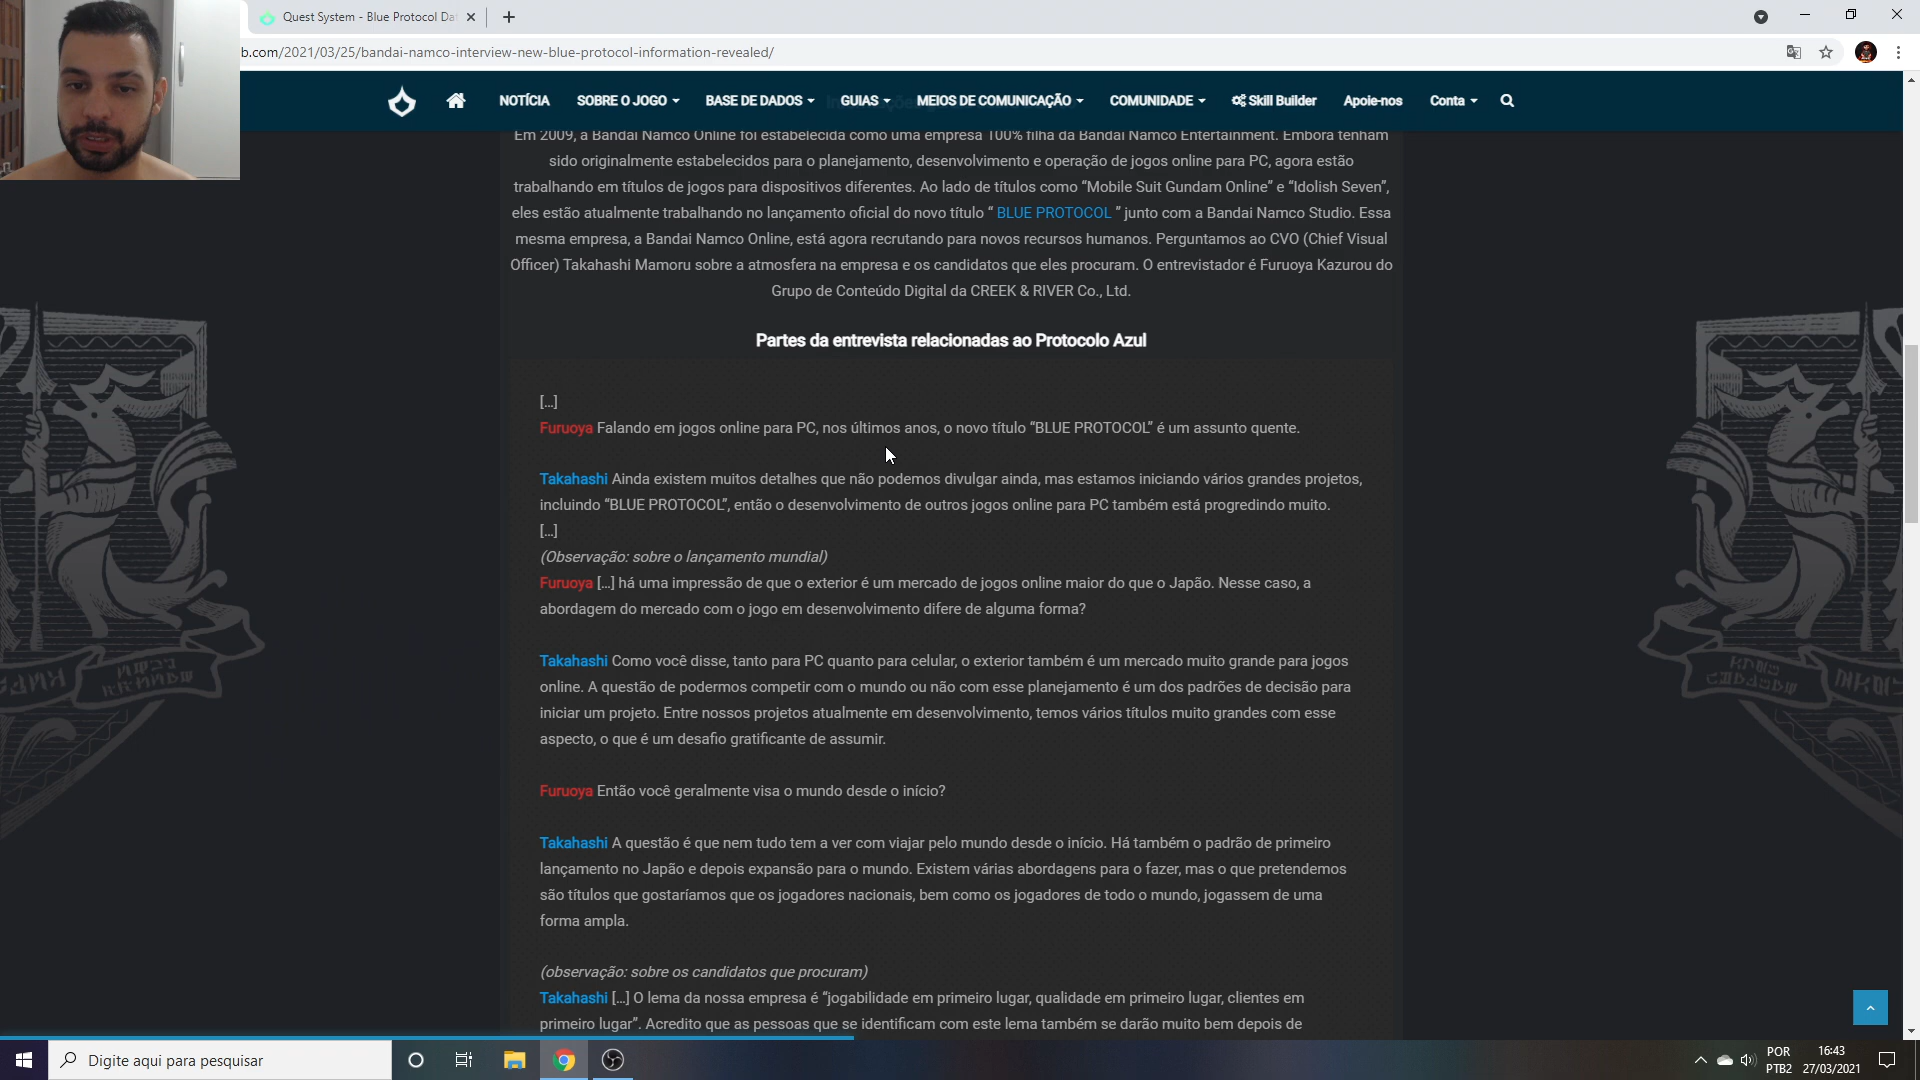 Quest System - Blue Protocol Da
b.com/2021/03/25/bandai-namco-interview-new-blue-protocol-information-revealed/
NOTÍCIA SOBRE O JOGO BASE DE DADOS GUIAS MEIOS DE COMUNICAÇÃO COMUNIDADE Skill Builder Apoie-nos Conta
Em 2009, a Bandai Namco Online foi estabelecida como uma empresa 100% filha da Bandai Namco Entertainment. Embora tenham
sido originalmente estabelecidos para o planejamento, desenvolvimento e operação de jogos online para PC, agora estão
trabalhando em títulos de jogos para dispositivos diferentes. Ao lado de títulos como “Mobile Suit Gundam Online” e “Idolish Seven”,
eles estão atualmente trabalhando no lançamento oficial do novo título “ BLUE PROTOCOL ” junto com a Bandai Namco Studio. Essa
mesma empresa, a Bandai Namco Online, está agora recrutando para novos recursos humanos. Perguntamos ao CVO (Chief Visual
Officer) Takahashi Mamoru sobre a atmosfera na empresa e os candidatos que eles procuram. O entrevistador é Furuoya Kazurou do
Grupo de Conteúdo Digital da CREEK & RIVER Co., Ltd.
Partes da entrevista relacionadas ao Protocolo Azul
[…]
Furuoya Falando em jogos online para PC, nos últimos anos, o novo título “BLUE PROTOCOL” é um assunto quente.
Takahashi Ainda existem muitos detalhes que não podemos divulgar ainda, mas estamos iniciando vários grandes projetos,
incluindo “BLUE PROTOCOL”, então o desenvolvimento de outros jogos online para PC também está progredindo muito.
[…]
(Observação: sobre o lançamento mundial)
Furuoya […] há uma impressão de que o exterior é um mercado de jogos online maior do que o Japão. Nesse caso, a
abordagem do mercado com o jogo em desenvolvimento difere de alguma forma?
Takahashi Como você disse, tanto para PC quanto para celular, o exterior também é um mercado muito grande para jogos
online. A questão de podermos competir com o mundo ou não com esse planejamento é um dos padrões de decisão para
iniciar um projeto. Entre nossos projetos atualmente em desenvolvimento, temos vários títulos muito grandes com esse
aspecto, o que é um desafio gratificante de assumir.
Furuoya Então você geralmente visa o mundo desde o início?
Takahashi A questão é que nem tudo tem a ver com viajar pelo mundo desde o início. Há também o padrão de primeiro
lançamento no Japão e depois expansão para o mundo. Existem várias abordagens para o fazer, mas o que pretendemos
são títulos que gostaríamos que os jogadores nacionais, bem como os jogadores de todo o mundo, jogassem de uma
forma ampla.
(observação: sobre os candidatos que procuram)
Takahashi […] O lema da nossa empresa é “jogabilidade em primeiro lugar, qualidade em primeiro lugar, clientes em
primeiro lugar”. Acredito que as pessoas que se identificam com este lema também se darão muito bem depois de
Digite aqui para pesquisar
POR
PTB2
16:43
27/03/2021